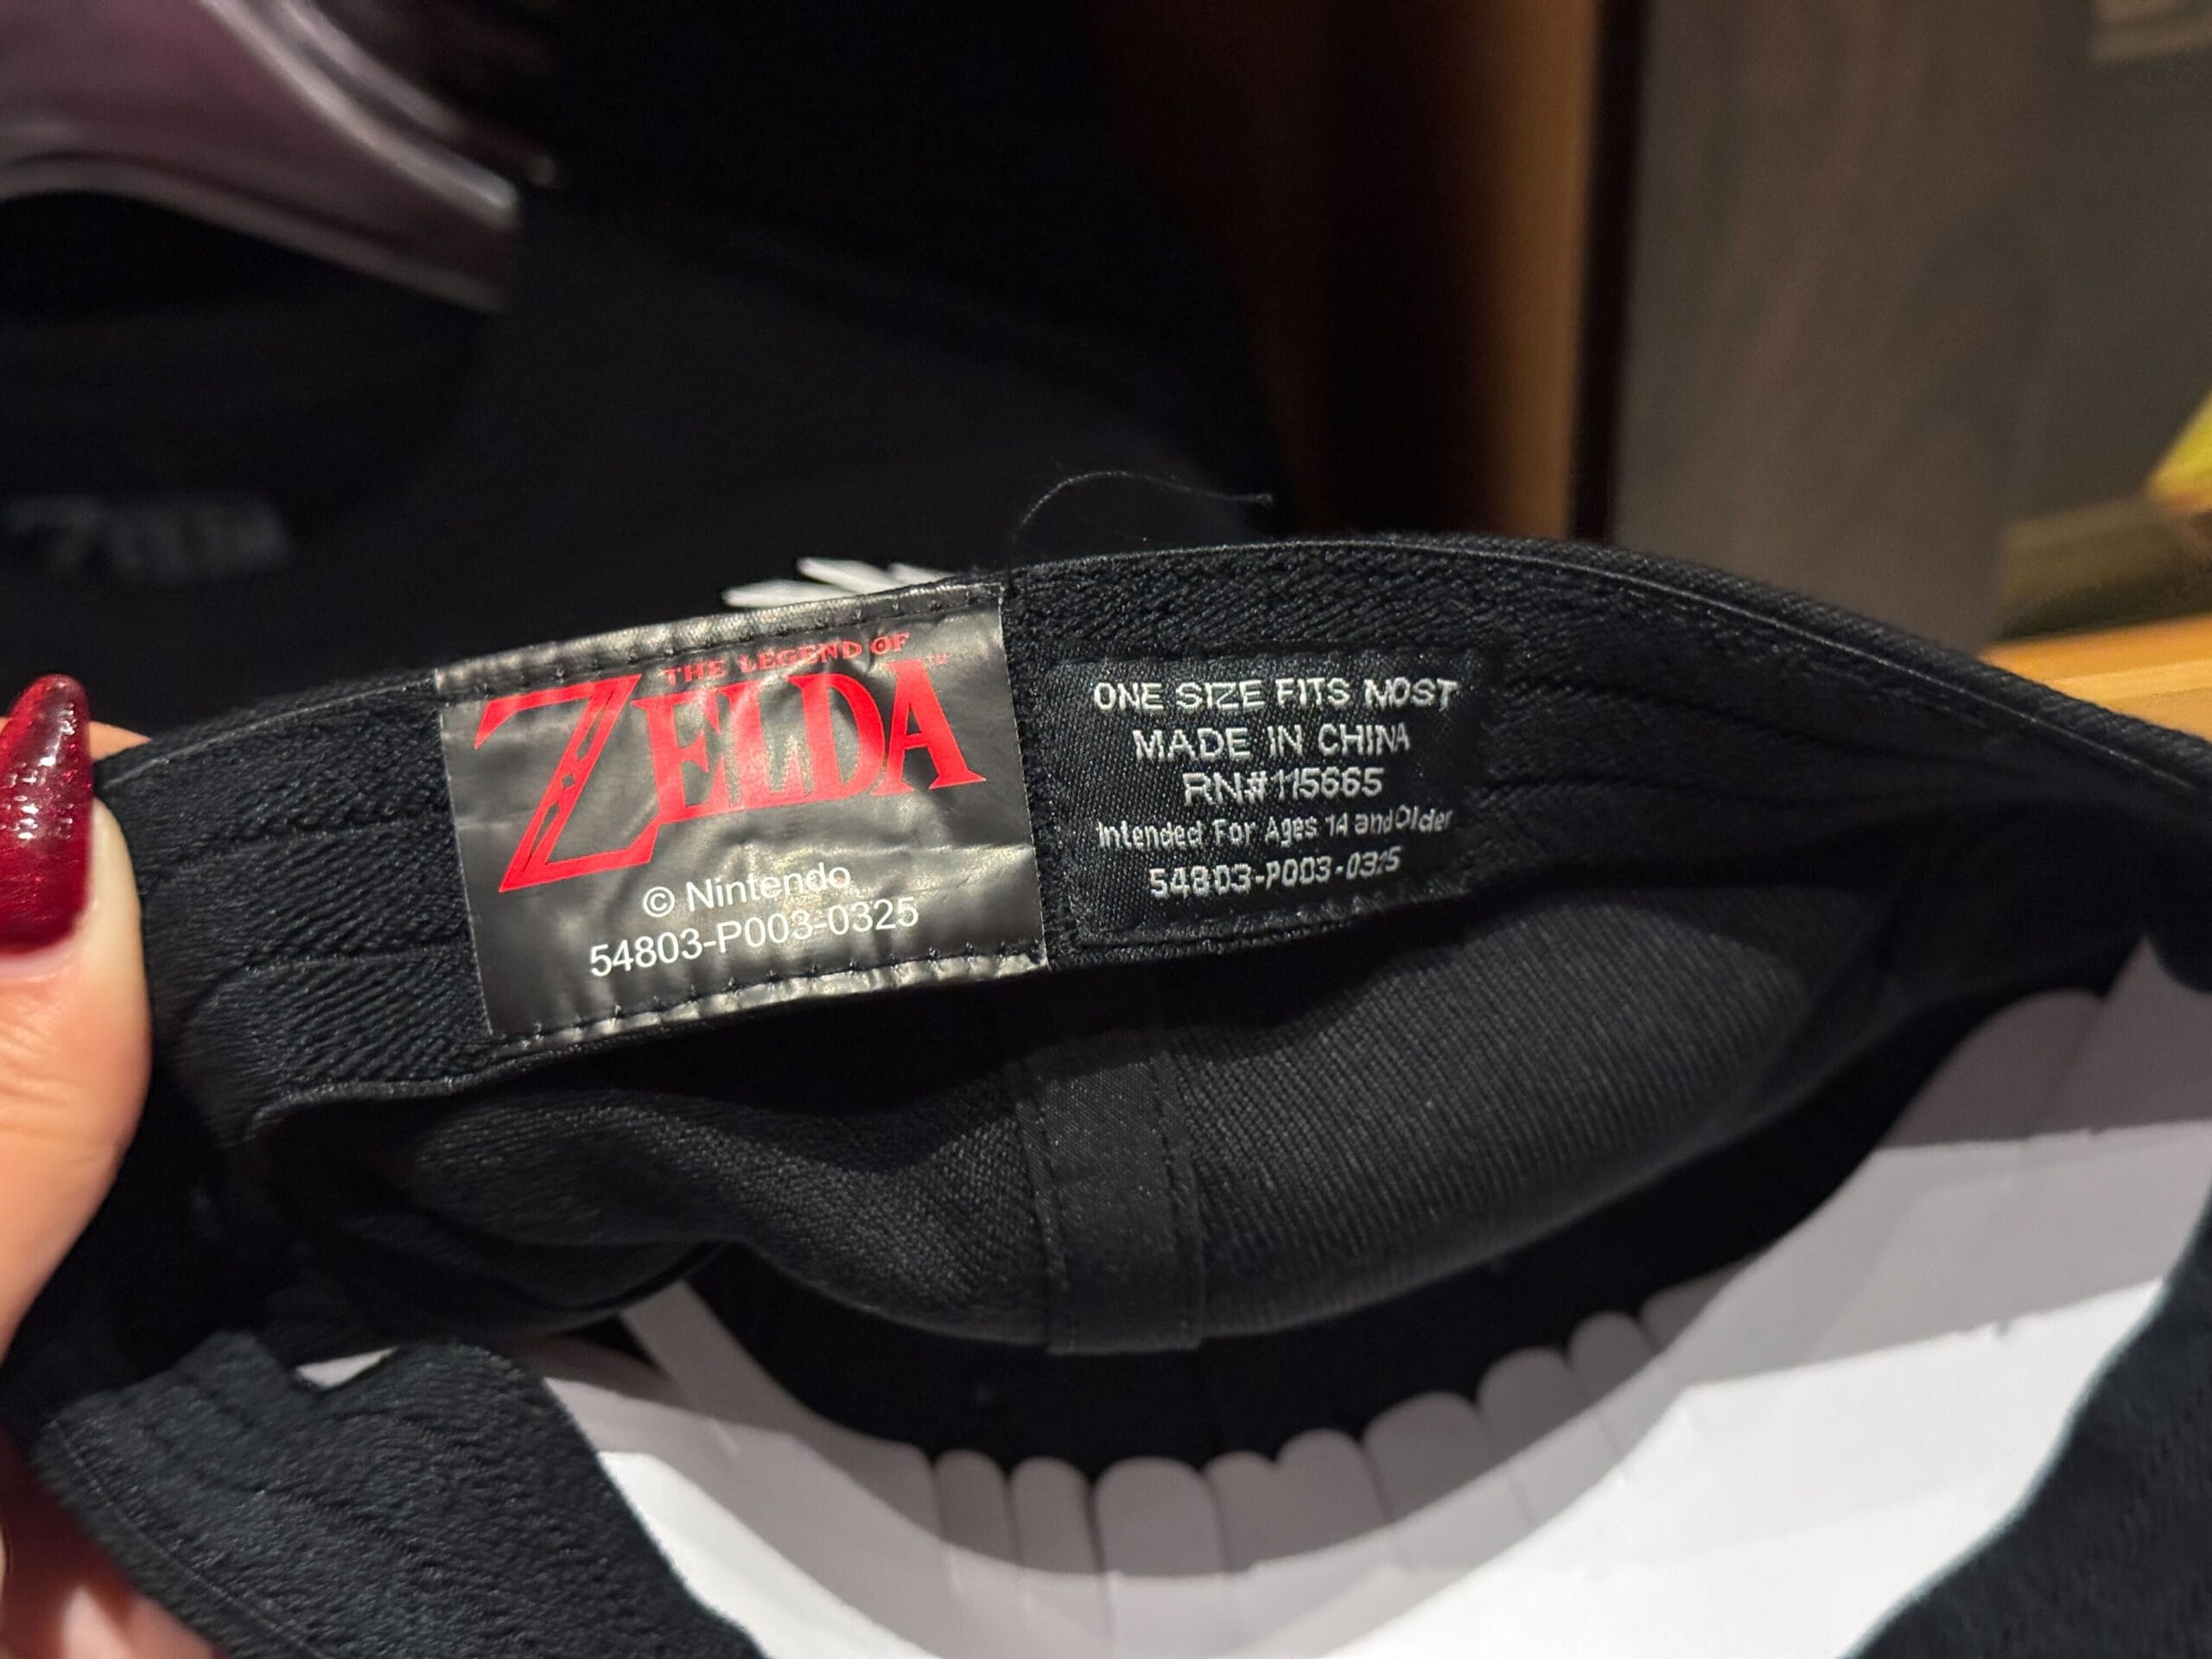 THE LEGEND OF
ZELDA™
© Nintendo
54803-P003-0325
ONE SIZE FITS MOST
MADE IN CHINA
RN#115665
Intended For Ages 14 and Older
54803-P003-0325
ZELDA